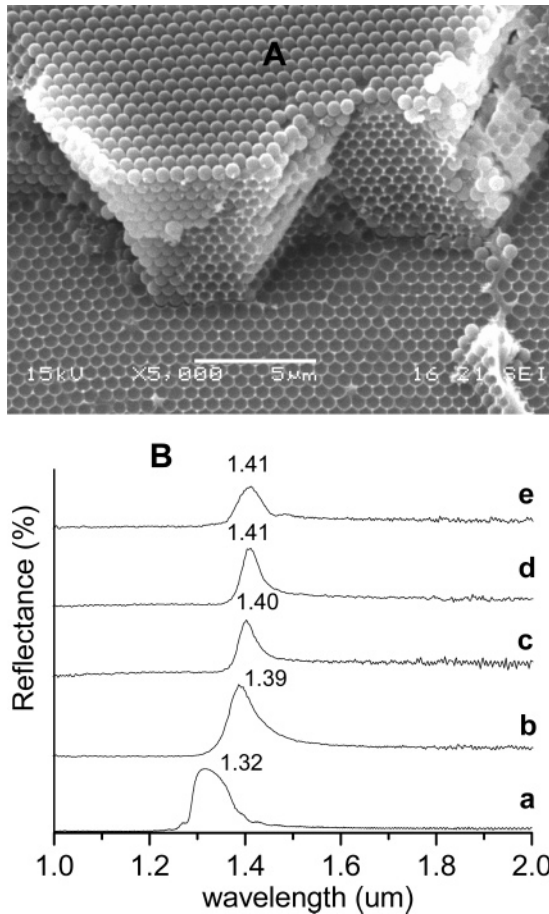 A
15kV X5,000 5µm 16 21 SEI
B
1.41
e
1.41
d
1.40
c
1.39
b
1.32
a
Reflectance (%)
1.0 1.2 1.4 1.6 1.8 2.0
wavelength (um)